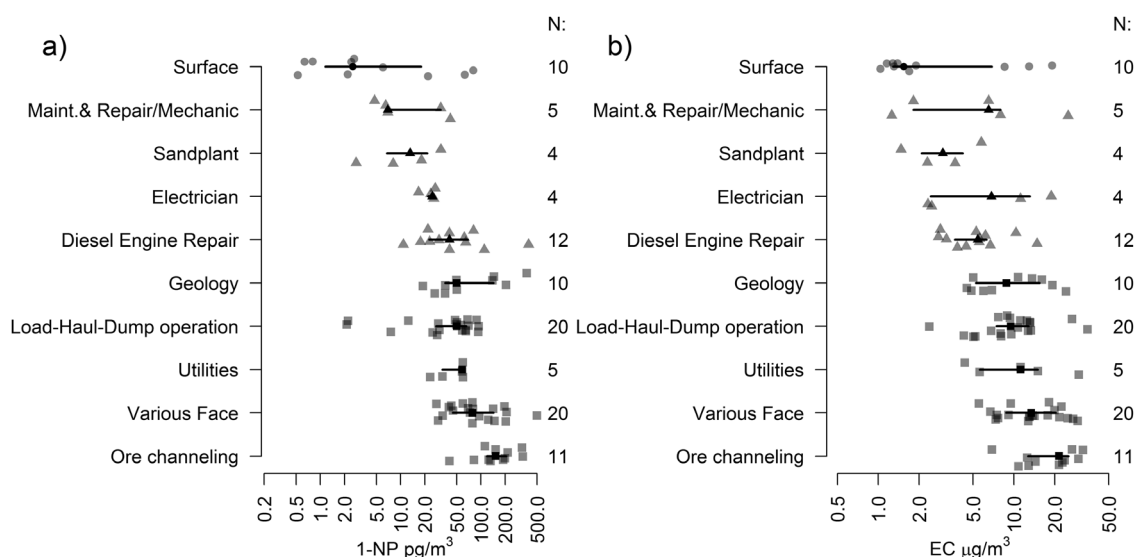 a)
N:
Surface 10
Maint.& Repair/Mechanic 5
Sandplant 4
Electrician 4
Diesel Engine Repair 12
Geology 10
Load-Haul-Dump operation 20
Utilities 5
Various Face 20
Ore channeling 11
0.2 0.5 1.0 2.0 5.0 10.0 20.0 50.0 100.0 200.0 500.0
1-NP pg/m³
b)
N:
Surface 10
Maint.& Repair/Mechanic 5
Sandplant 4
Electrician 4
Diesel Engine Repair 12
Geology 10
Load-Haul-Dump operation 20
Utilities 5
Various Face 20
Ore channeling 11
0.5 1.0 2.0 5.0 10.0 20.0 50.0
EC μg/m³